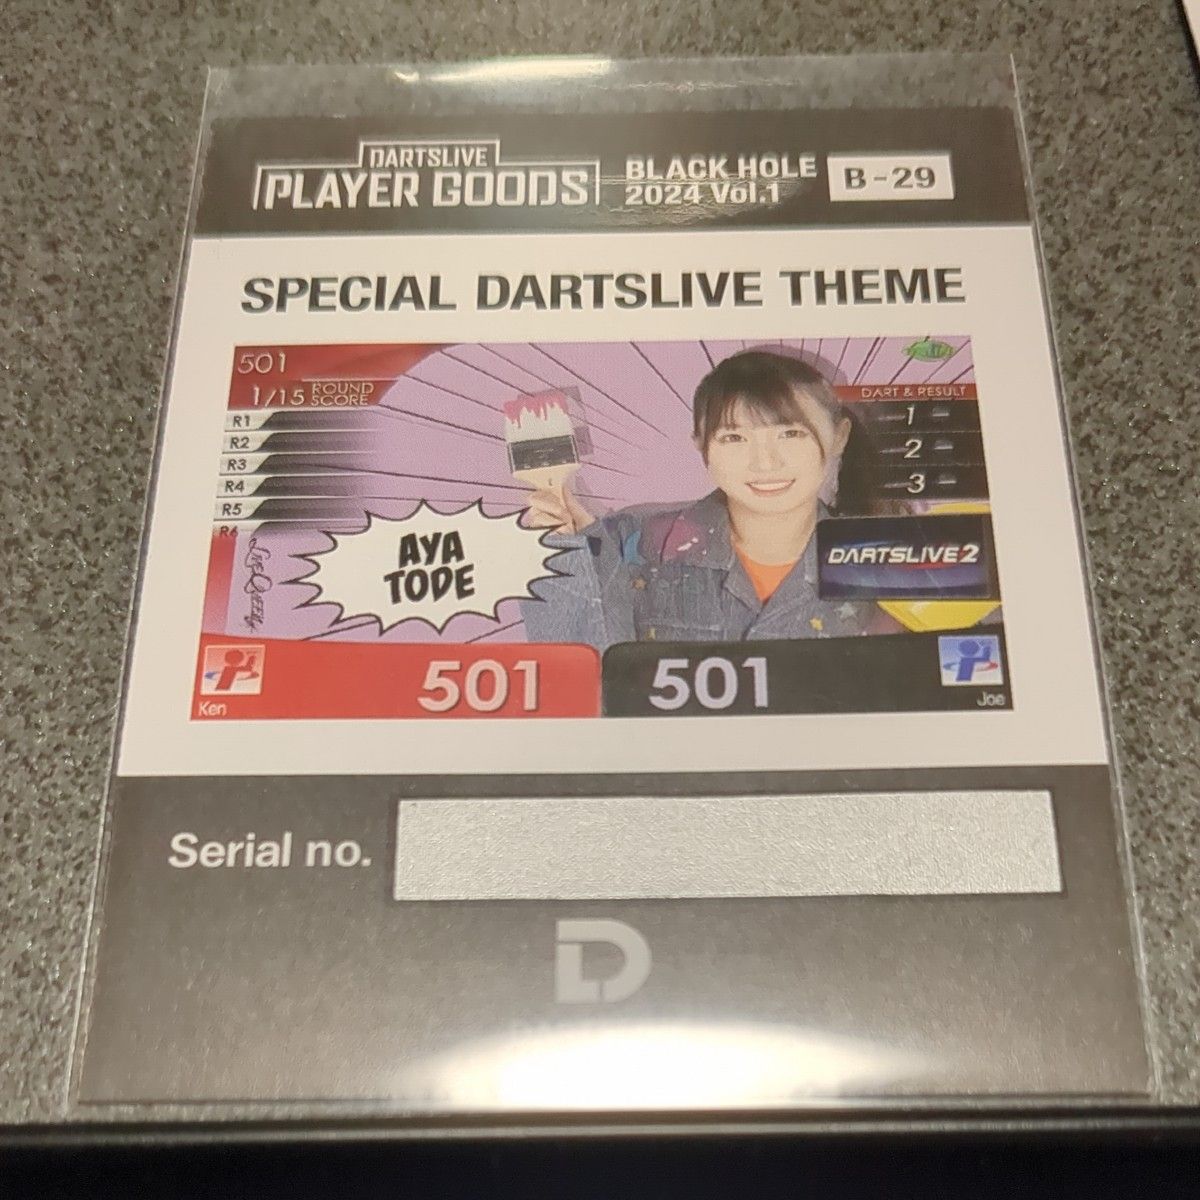 DARTSLIVE
PLAYER GOODS
BLACK HOLE
2024 Vol.1
B-29
SPECIAL DARTSLIVE THEME
501
1/15 ROUND
SCORE
R1
R2
R3
R4
R5
R6
DART & RESULT
1
2
3
AYA
TODE
DARTSLIVE2
501
501
Ken
Joe
Serial no.